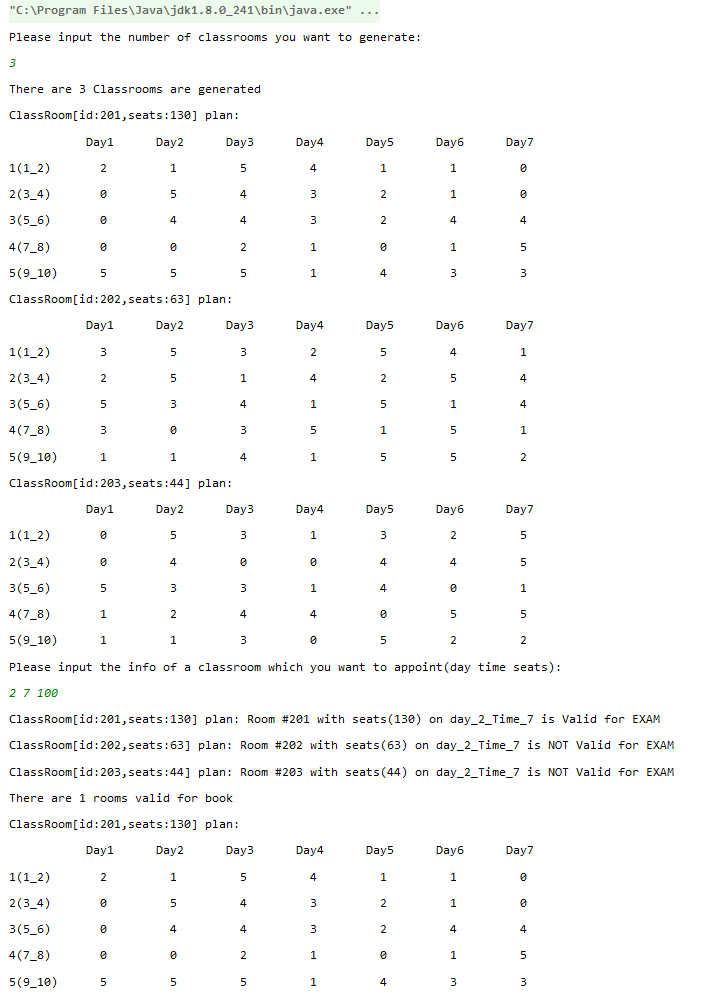 "C:\Program Files\Java\jdk1.8.0_241\bin\java.exe" ...
Please input the number of classrooms you want to generate:
3
There are 3 Classrooms are generated
ClassRoom[id:201,seats:130] plan:
Day1 Day2 Day3 Day4 Day5 Day6 Day7
1(1_2) 2 1 5 4 1 1 0
2(3_4) 0 5 4 3 2 1 0
3(5_6) 0 4 4 3 2 4 4
4(7_8) 0 0 2 1 0 1 5
5(9_10) 5 5 5 1 4 3 3
ClassRoom[id:202,seats:63] plan:
Day1 Day2 Day3 Day4 Day5 Day6 Day7
1(1_2) 3 5 3 2 5 4 1
2(3_4) 2 5 1 4 2 5 4
3(5_6) 5 3 4 1 5 1 4
4(7_8) 3 0 3 5 1 5 1
5(9_10) 1 1 4 1 5 5 2
ClassRoom[id:203,seats:44] plan:
Day1 Day2 Day3 Day4 Day5 Day6 Day7
1(1_2) 0 5 3 1 3 2 5
2(3_4) 0 4 0 0 4 4 5
3(5_6) 5 3 3 1 4 0 1
4(7_8) 1 2 4 4 0 5 5
5(9_10) 1 1 3 0 5 2 2
Please input the info of a classroom which you want to appoint(day time seats):
2 7 100
ClassRoom[id:201,seats:130] plan: Room #201 with seats(130) on day_2_Time_7 is Valid for EXAM
ClassRoom[id:202,seats:63] plan: Room #202 with seats(63) on day_2_Time_7 is NOT Valid for EXAM
ClassRoom[id:203,seats:44] plan: Room #203 with seats(44) on day_2_Time_7 is NOT Valid for EXAM
There are 1 rooms valid for book
ClassRoom[id:201,seats:130] plan:
Day1 Day2 Day3 Day4 Day5 Day6 Day7
1(1_2) 2 1 5 4 1 1 0
2(3_4) 0 5 4 3 2 1 0
3(5_6) 0 4 4 3 2 4 4
4(7_8) 0 0 2 1 0 1 5
5(9_10) 5 5 5 1 4 3 3